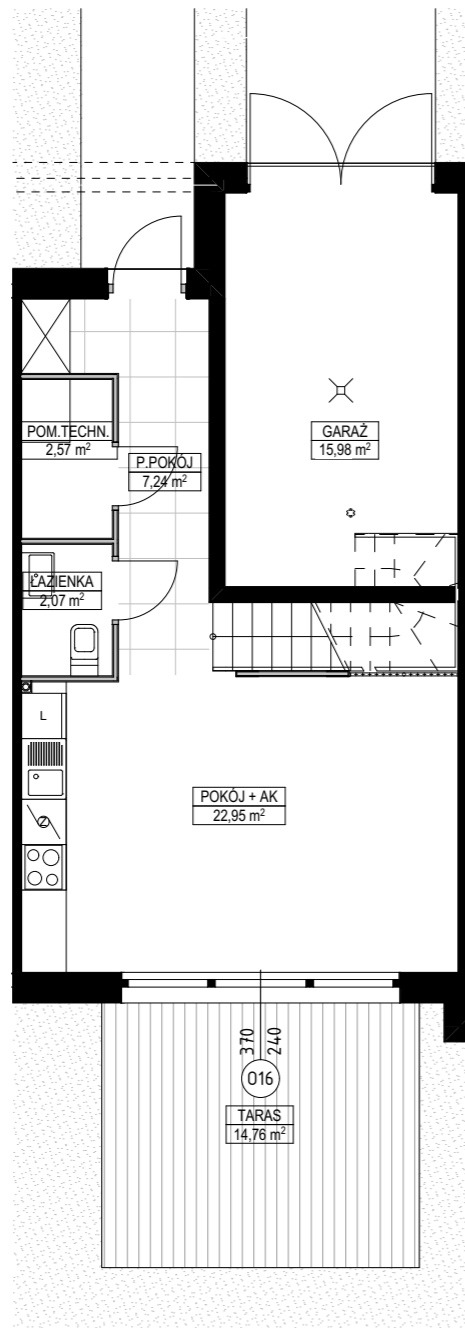 GARAŻ
15,98 m²
POM.TECHN.
2,57 m²
P.POKÓJ
7,24 m²
ŁAZIENKA
2,07 m²
L
Z
POKÓJ + AK
22,95 m²
370
240
O16
TARAS
14,76 m²